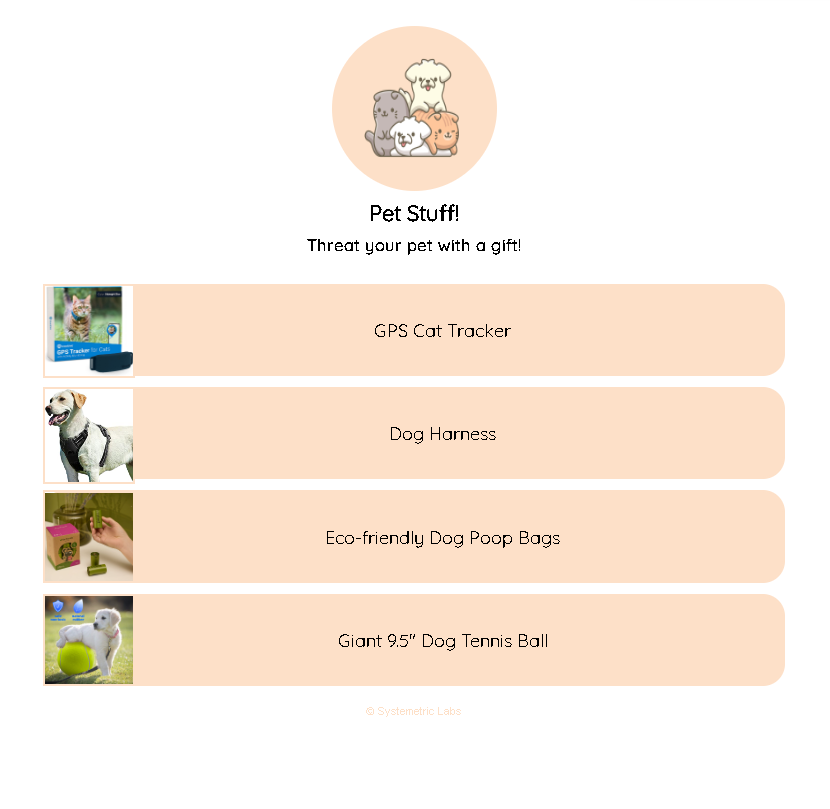 Pet Stuff!
Threat your pet with a gift!
GPS Tracker for Cats
GPS Cat Tracker
Dog Harness
Eco-friendly Dog Poop Bags
Giant 9.5" Dog Tennis Ball
© Systemetric Labs